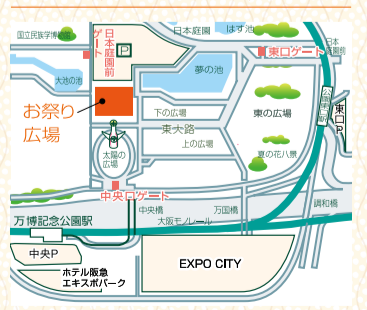 国立民族学博物館
日本庭園前
ゲート
P
日本庭園
はす池
東口ゲート
日本
庭園前
大池の池
夢の池
公園東口駅
東口P
お祭り
広場
下の広場
東の広場
東大路
上の広場
太陽の
広場
夏の花八景
中央口ゲート
中央橋
万国橋
調和橋
万博記念公園駅
大阪モノレール
中央P
ホテル阪急
エキスポパーク
EXPO CITY